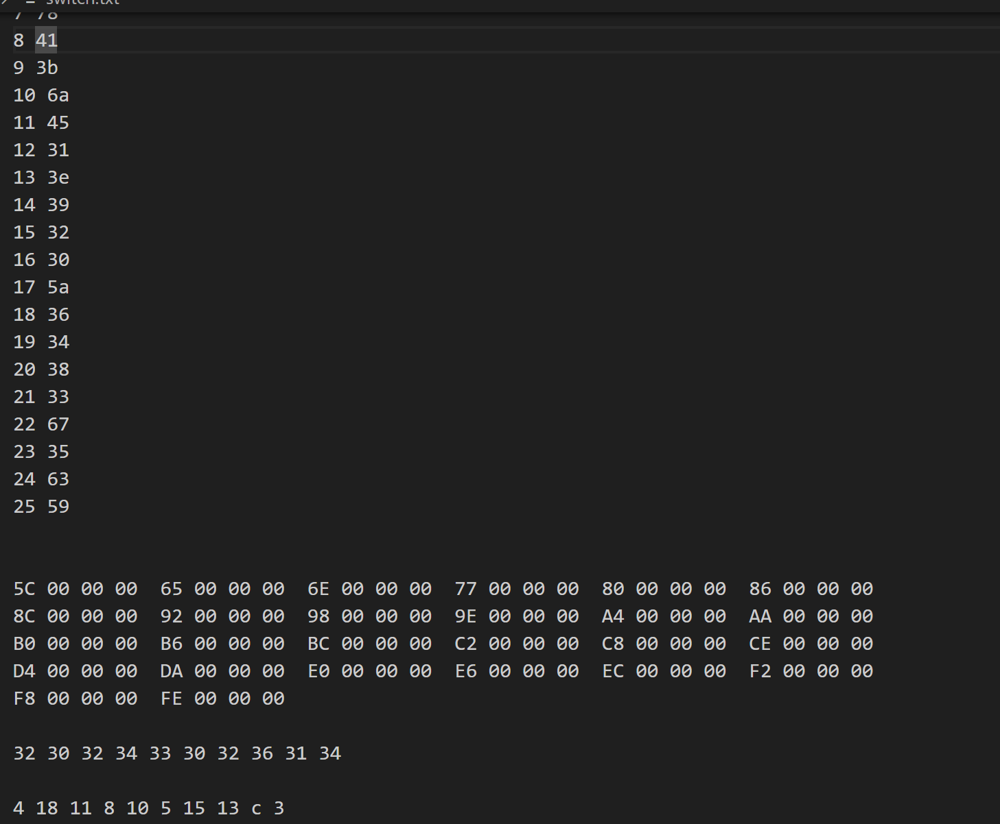 switch.txt
7 78
8 41
9 3b
10 6a
11 45
12 31
13 3e
14 39
15 32
16 30
17 5a
18 36
19 34
20 38
21 33
22 67
23 35
24 63
25 59
5C 00 00 00  65 00 00 00  6E 00 00 00  77 00 00 00  80 00 00 00  86 00 00 00
8C 00 00 00  92 00 00 00  98 00 00 00  9E 00 00 00  A4 00 00 00  AA 00 00 00
B0 00 00 00  B6 00 00 00  BC 00 00 00  C2 00 00 00  C8 00 00 00  CE 00 00 00
D4 00 00 00  DA 00 00 00  E0 00 00 00  E6 00 00 00  EC 00 00 00  F2 00 00 00
F8 00 00 00  FE 00 00 00
32 30 32 34 33 30 32 36 31 34
4 18 11 8 10 5 15 13 c 3